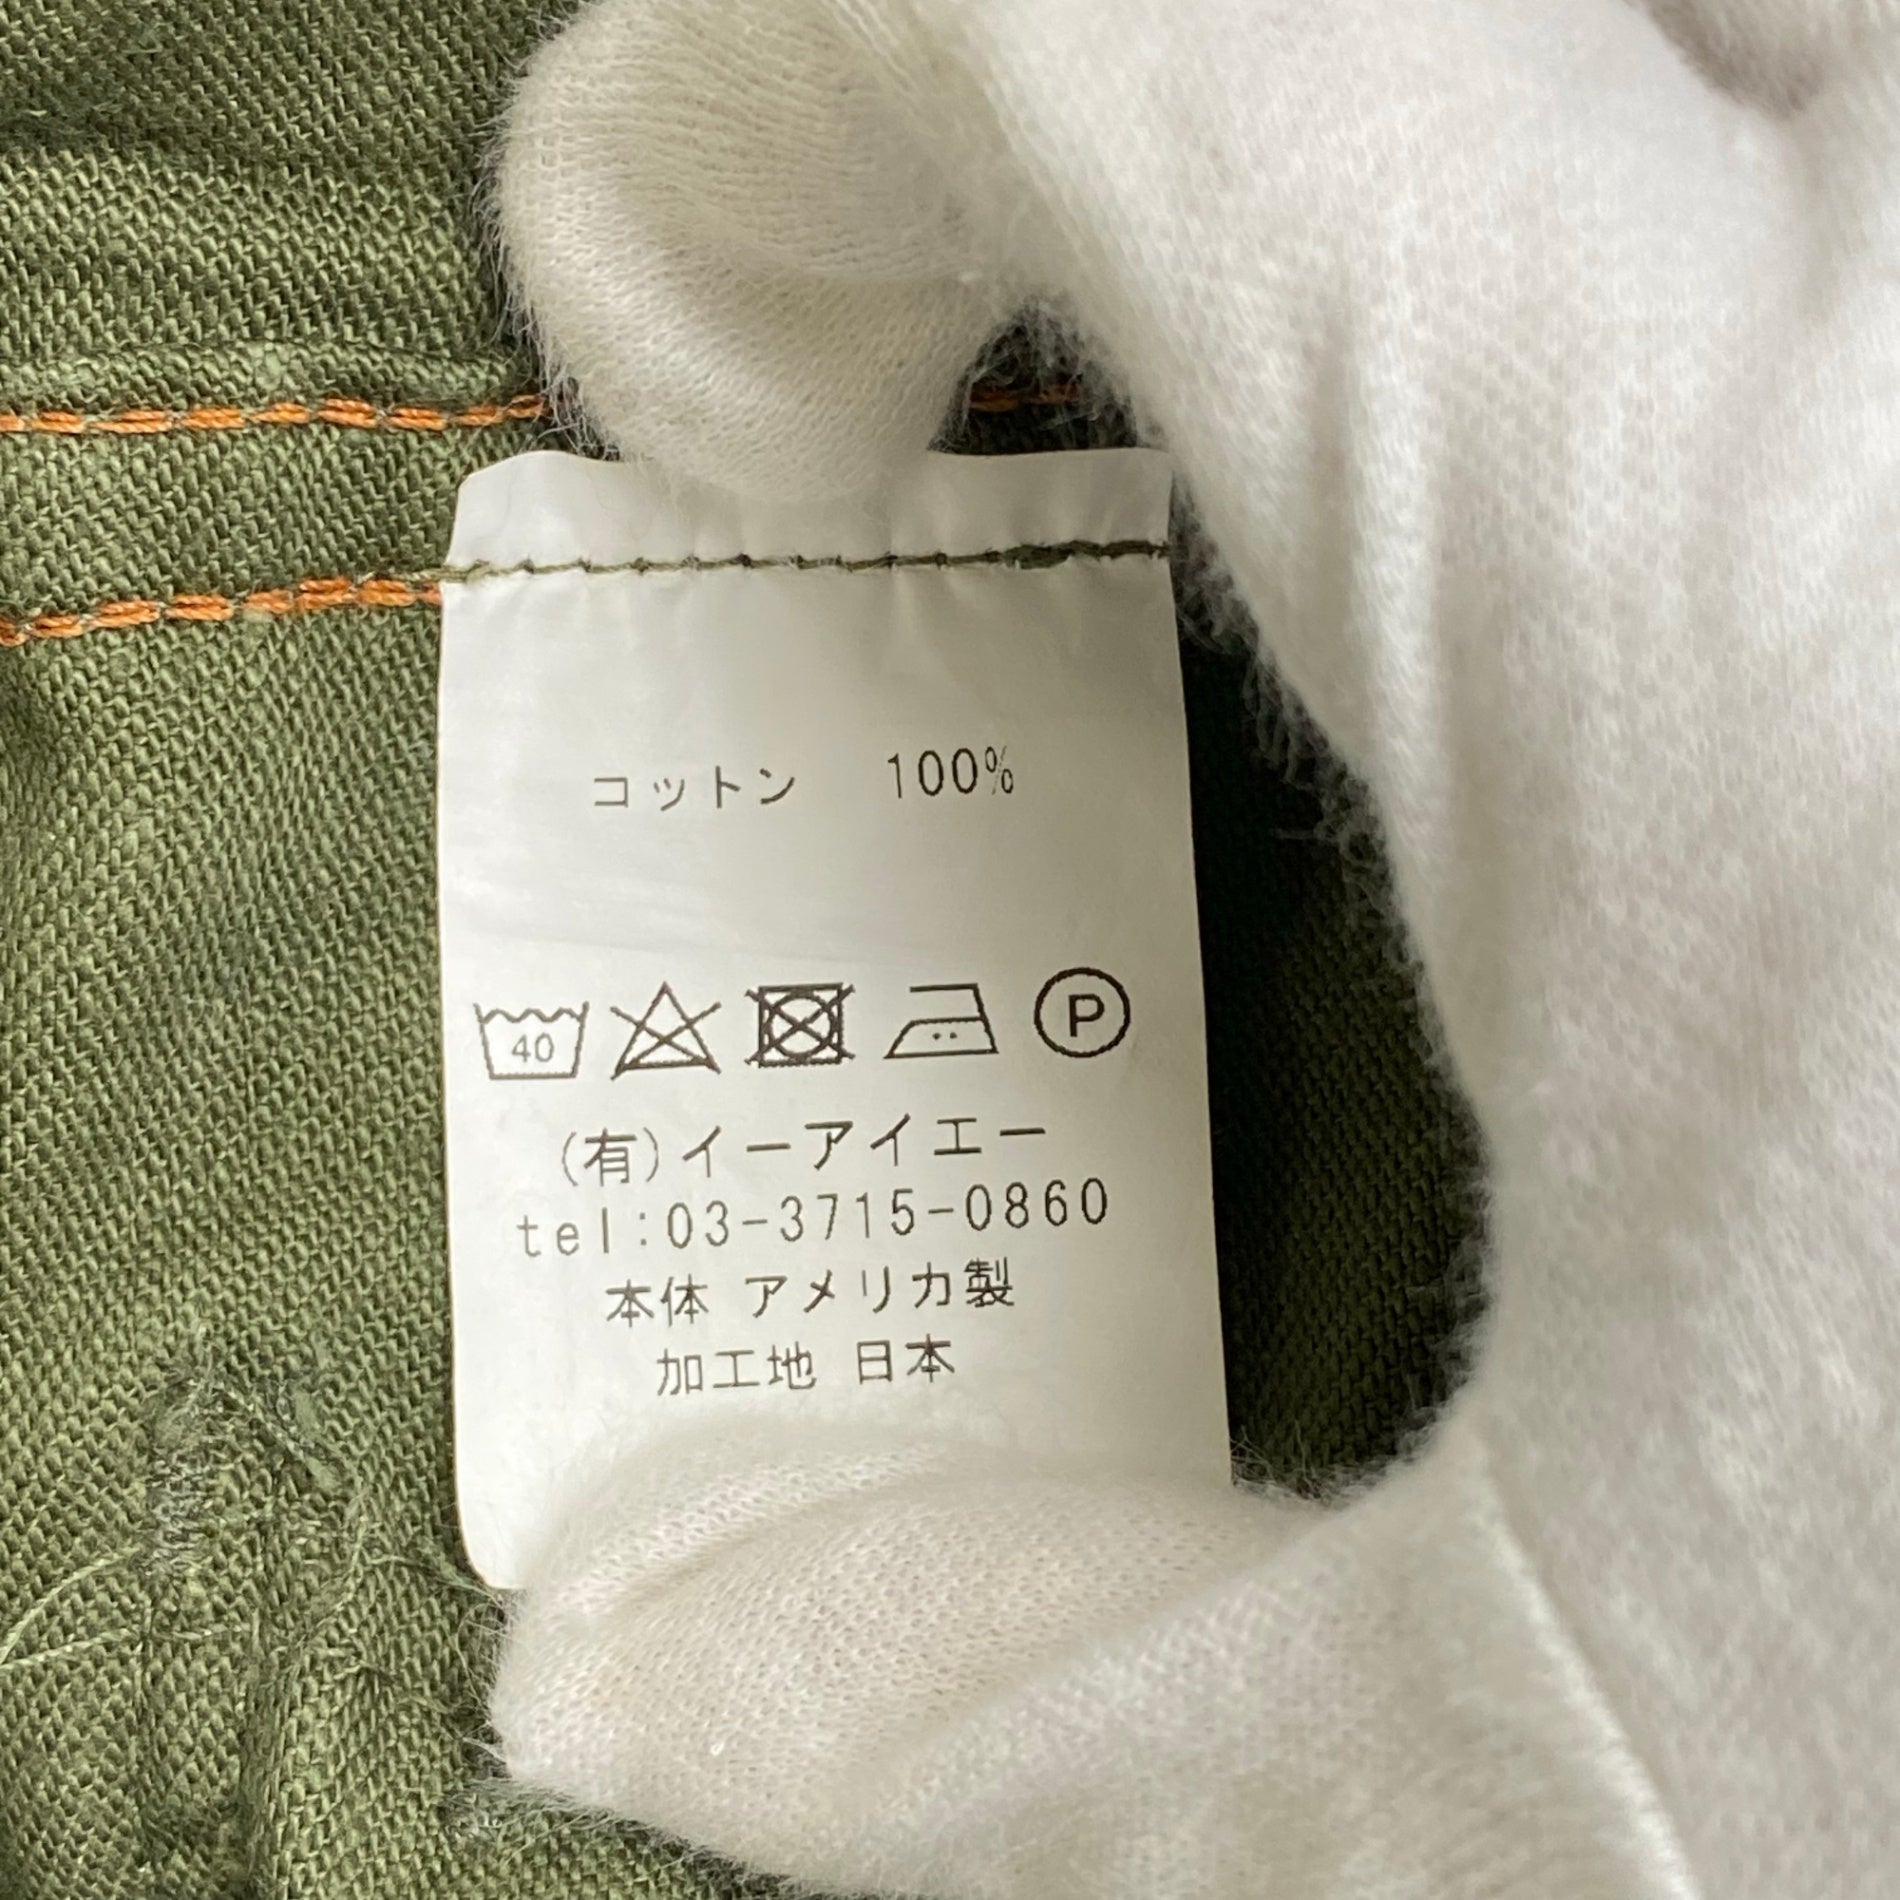 コットン 100%
40 P
(有)イーアイエー
tel:03-3715-0860
本体 アメリカ製
加工地 日本